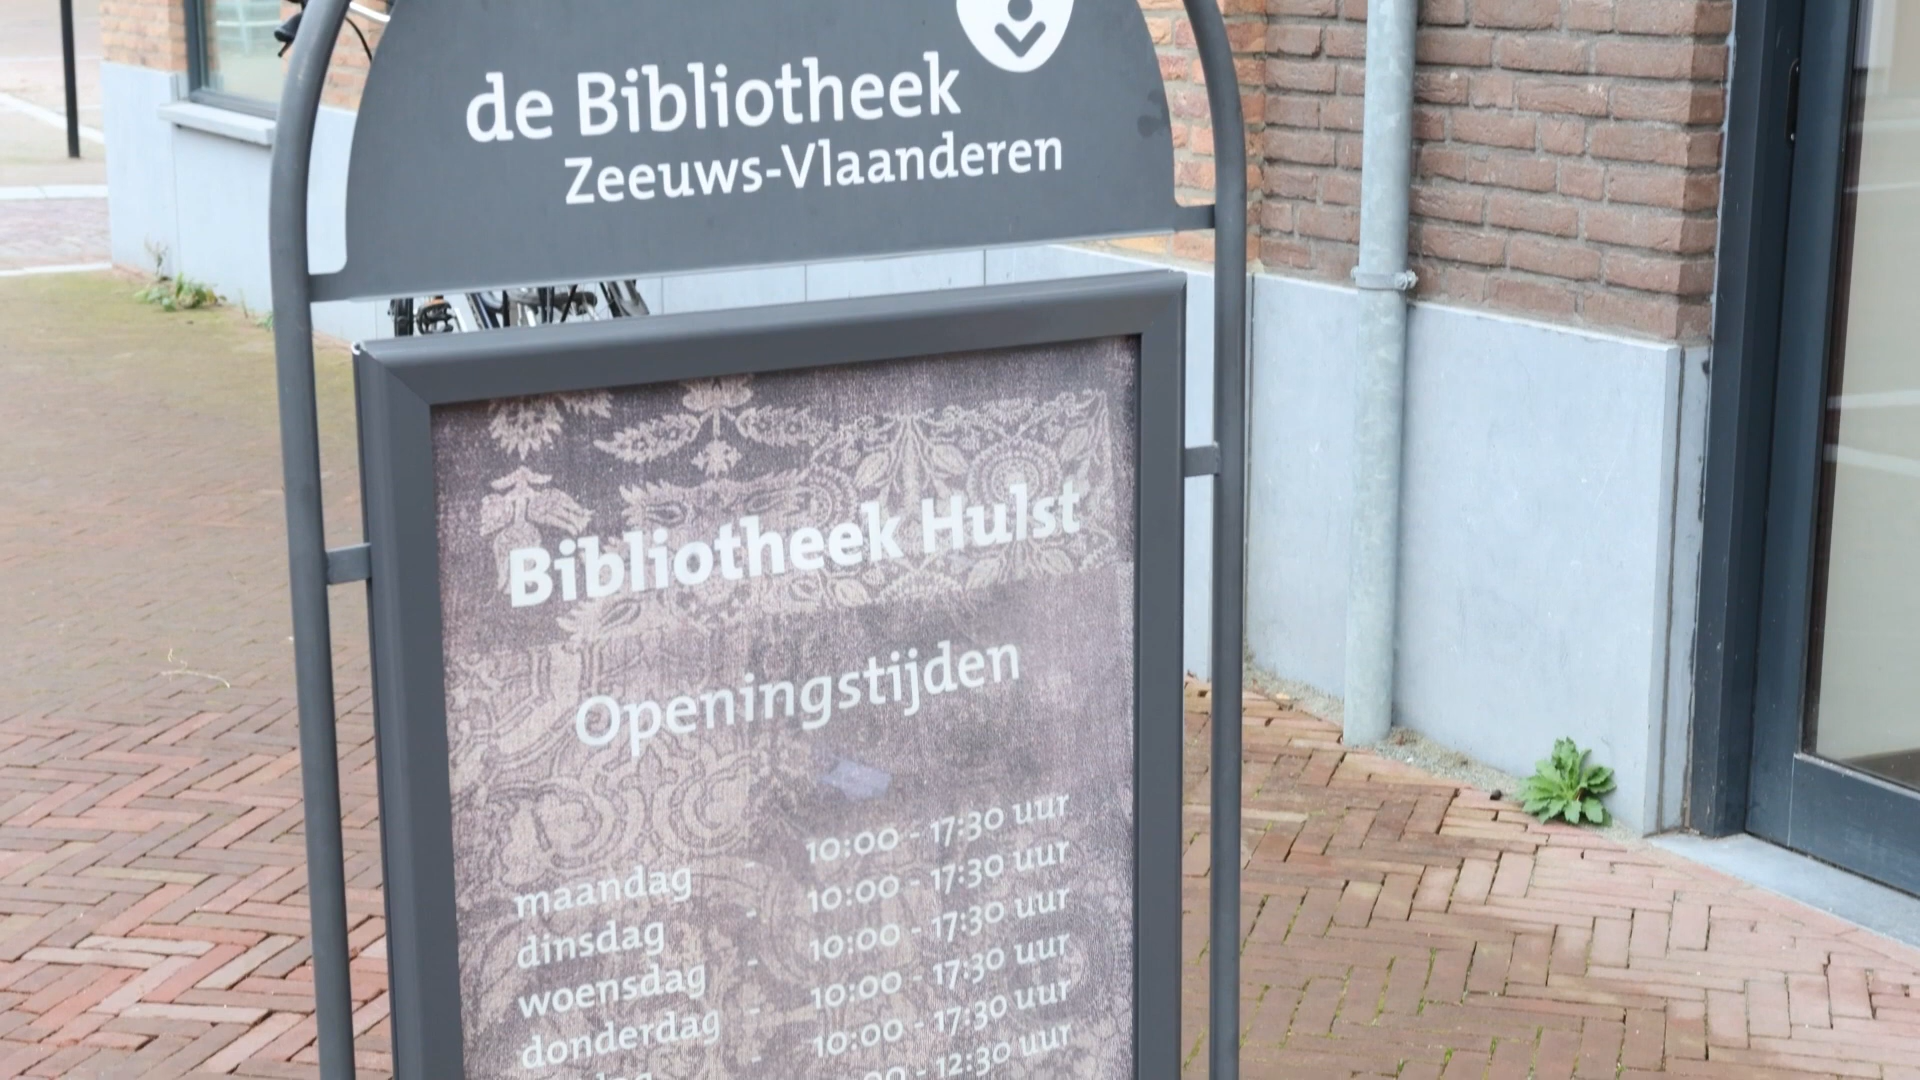 de Bibliotheek
Zeeuws-Vlaanderen
Bibliotheek Hulst
Openingstijden
maandag - 10:00 - 17:30 uur
dinsdag - 10:00 - 17:30 uur
woensdag - 10:00 - 17:30 uur
donderdag - 10:00 - 17:30 uur
- 10:00 - 17:30 uur
- 12:30 uur